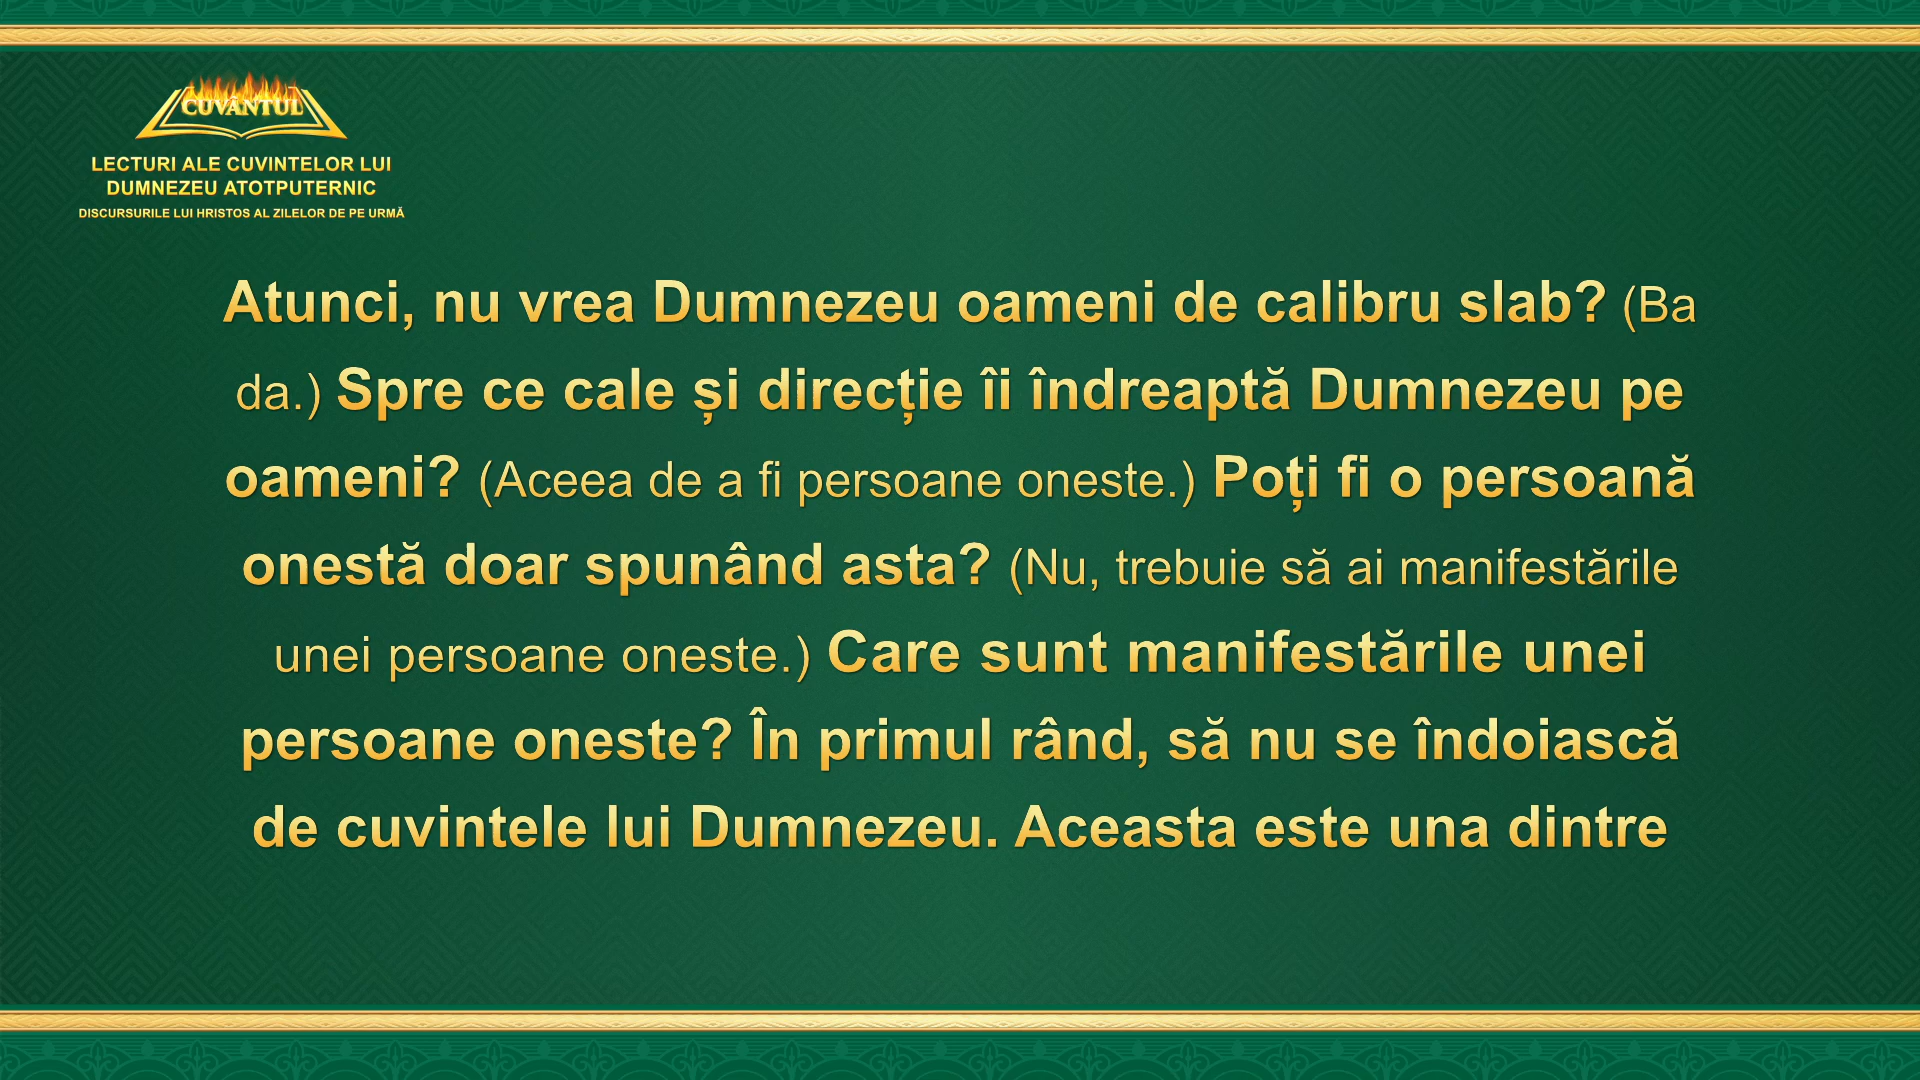 CUVÂNTUL
LECTURI ALE CUVINTELOR LUI
DUMNEZEU ATOTPUTERNIC
DISCURSURILE LUI HRISTOS AL ZILELOR DE PE URMĂ
Atunci, nu vrea Dumnezeu oameni de calibru slab? (Ba
da.) Spre ce cale și direcție îi îndreaptă Dumnezeu pe
oameni? (Aceea de a fi persoane oneste.) Poți fi o persoană
onestă doar spunând asta? (Nu, trebuie să ai manifestările
unei persoane oneste.) Care sunt manifestările unei
persoane oneste? În primul rând, să nu se îndoiască
de cuvintele lui Dumnezeu. Aceasta este una dintre